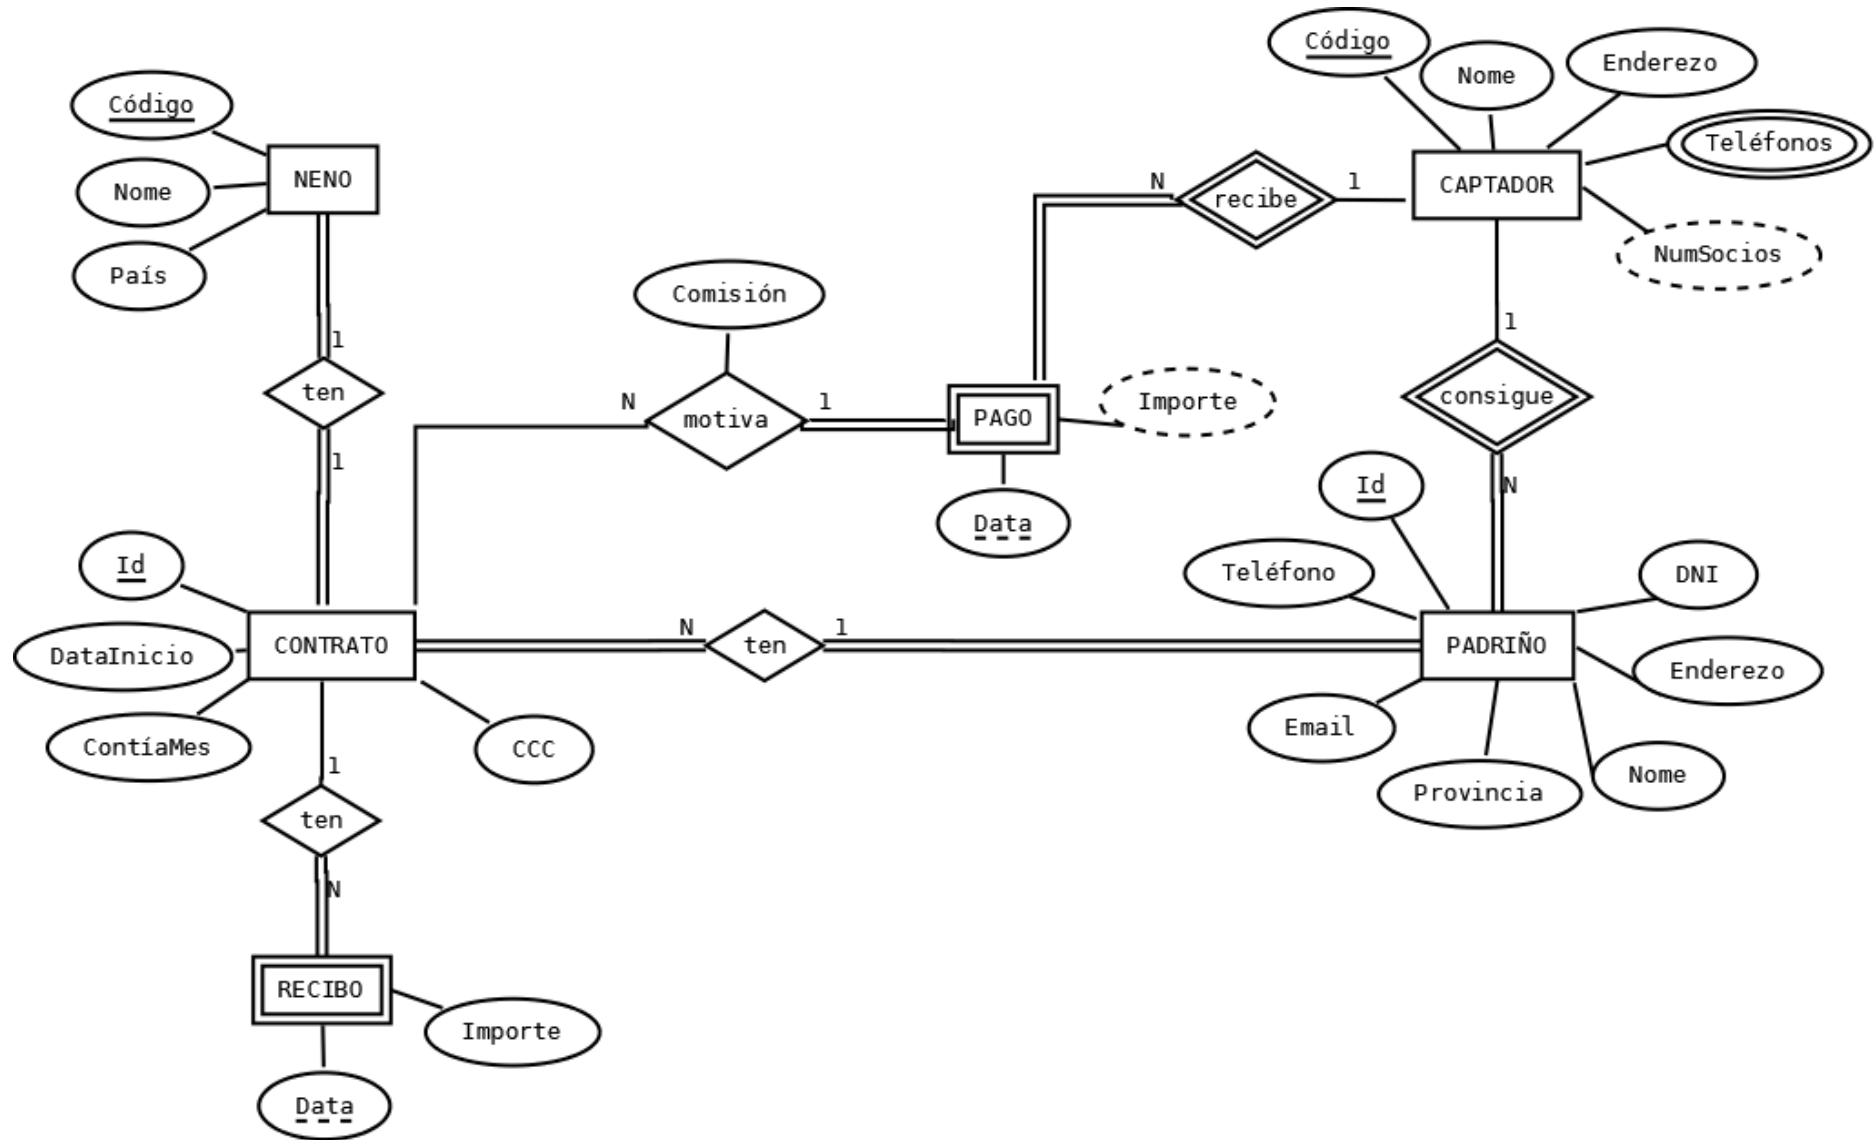 Código
Nome
Enderezo
Teléfonos
CAPTADOR
NumSocios
Código
Nome
País
NENO
N
recibe
1
1
ten
1
Comisión
N
motiva
1
PAGO
Importe
Data
1
consigue
N
Id
Teléfono
DNI
PADRIÑO
Enderezo
Email
Provincia
Nome
Id
DataInicio
CONTRATO
N
ten
1
ContíaMes
CCC
1
ten
N
RECIBO
Importe
Data